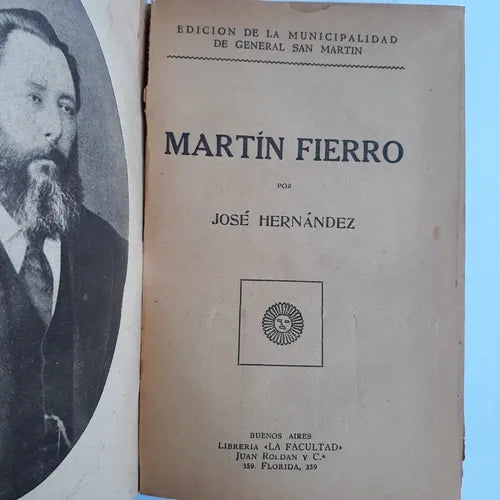 EDICION DE LA MUNICIPALIDAD
DE GENERAL SAN MARTIN
MARTÍN FIERRO
POR
JOSÉ HERNÁNDEZ
BUENOS AIRES
LIBRERIA «LA FACULTAD»
JUAN ROLDAN Y C.ª
359, FLORIDA, 359